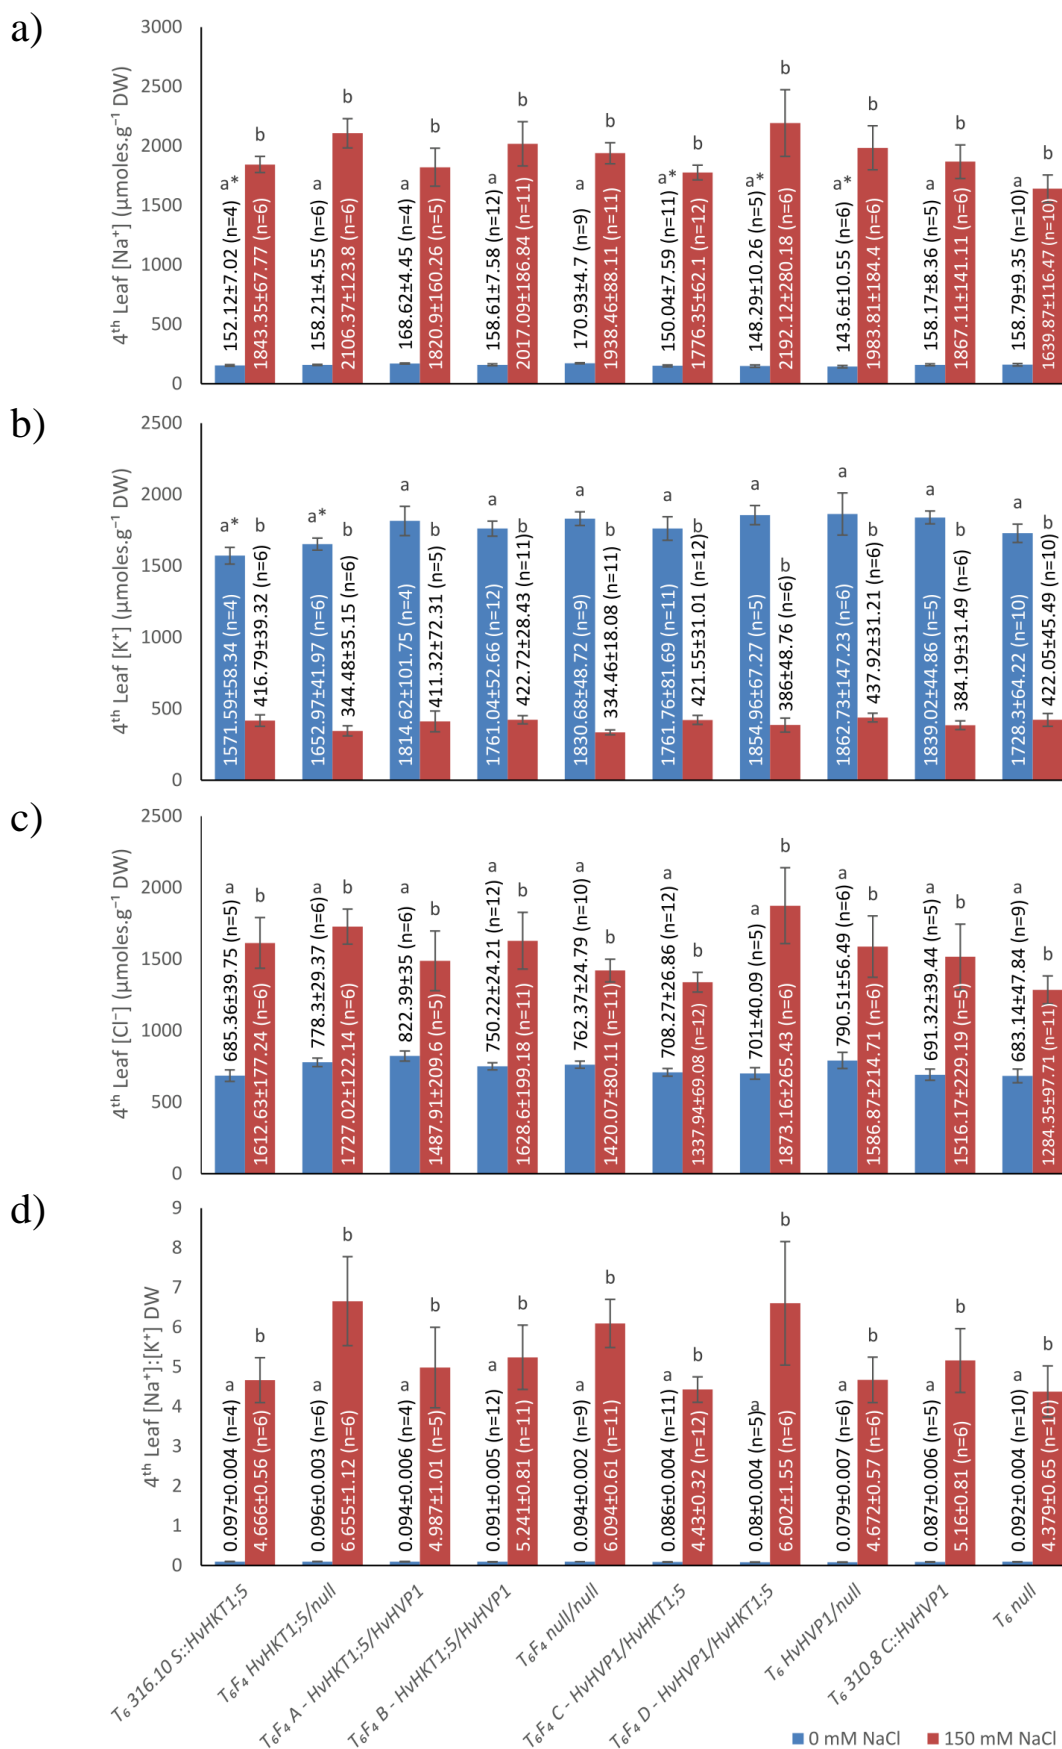 a)
4th Leaf [Na⁺] (μmoles.g⁻¹ DW)
3000
2500
2000
1500
1000
500
0
a* b a b a b a b a b a* b a* b a* b a b a b
152.12±7.02 (n=4)
1843.35±67.77 (n=6)
158.21±4.55 (n=6)
2106.37±123.8 (n=6)
168.62±4.45 (n=4)
1820.9±160.26 (n=5)
158.61±7.58 (n=12)
2017.09±186.84 (n=11)
170.93±4.7 (n=9)
1938.46±88.11 (n=11)
150.04±7.59 (n=11)
1776.35±62.1 (n=12)
148.29±10.26 (n=5)
2192.12±280.18 (n=6)
143.6±10.55 (n=6)
1983.81±184.4 (n=6)
158.17±8.36 (n=5)
1867.11±141.11 (n=6)
158.79±9.35 (n=10)
1639.87±116.47 (n=10)
b)
4th Leaf [K⁺] (μmoles.g⁻¹ DW)
2500
2000
1500
1000
500
0
a* b a* b a b a b a b a b a b a b a b a b
1571.59±58.34 (n=4)
416.79±39.32 (n=6)
1652.97±41.97 (n=6)
344.48±35.15 (n=6)
1814.62±101.75 (n=4)
411.32±72.31 (n=5)
1761.04±52.66 (n=12)
422.72±28.43 (n=11)
1830.68±48.72 (n=9)
334.46±18.08 (n=11)
1761.76±81.69 (n=11)
421.55±31.01 (n=12)
1854.96±67.27 (n=5)
386±48.76 (n=6)
1862.73±147.23 (n=6)
437.92±31.21 (n=6)
1839.02±44.86 (n=5)
384.19±31.49 (n=6)
1728.3±64.22 (n=10)
422.05±45.49 (n=10)
c)
4th Leaf [Cl⁻] (μmoles.g⁻¹ DW)
2500
2000
1500
1000
500
0
a b a b a b a b a b a b a b a b a b a b
685.36±39.75 (n=5)
1612.63±177.24 (n=6)
778.3±29.37 (n=6)
1727.02±122.14 (n=6)
822.39±35 (n=6)
1487.91±209.6 (n=5)
750.22±24.21 (n=12)
1628.6±199.18 (n=11)
762.37±24.79 (n=10)
1420.07±80.11 (n=11)
708.27±26.86 (n=12)
1337.94±69.08 (n=12)
701±40.09 (n=5)
1873.16±265.43 (n=6)
790.51±56.49 (n=6)
1586.87±214.71 (n=6)
691.32±39.44 (n=5)
1516.17±229.19 (n=5)
683.14±47.84 (n=9)
1284.35±97.71 (n=11)
d)
4th Leaf [Na⁺]:[K⁺] DW
9
8
7
6
5
4
3
2
1
0
a b a b a b a b a b a b a b a b a b a b
0.097±0.004 (n=4)
4.666±0.56 (n=6)
0.096±0.003 (n=6)
6.655±1.12 (n=6)
0.094±0.006 (n=4)
4.987±1.01 (n=5)
0.091±0.005 (n=12)
5.241±0.81 (n=11)
0.094±0.002 (n=9)
6.094±0.61 (n=11)
0.086±0.004 (n=11)
4.43±0.32 (n=12)
0.08±0.004 (n=5)
6.602±1.55 (n=6)
0.079±0.007 (n=6)
4.672±0.57 (n=6)
0.087±0.006 (n=5)
5.16±0.81 (n=6)
0.092±0.004 (n=10)
4.379±0.65 (n=10)
T₆ 316.10 S::HvHKT1;5
T₆F₄ HvHKT1;5/null
T₆F₄ A - HvHKT1;5/HvHVP1
T₆F₄ B - HvHKT1;5/HvHVP1
T₆F₄ null/null
T₆F₄ C - HvHVP1/HvHKT1;5
T₆F₄ D - HvHVP1/HvHKT1;5
T₆ HvHVP1/null
T₆ 310.8 C::HvHVP1
T₆ null
0 mM NaCl
150 mM NaCl